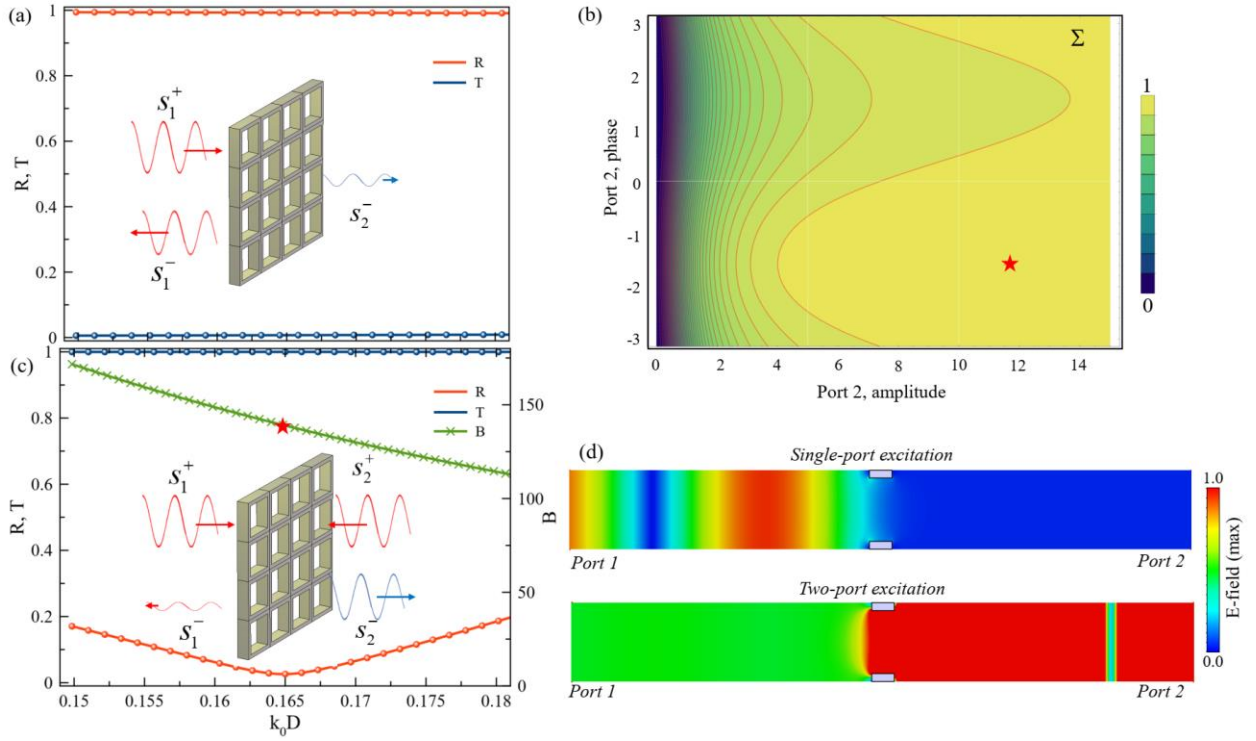 (a)
1
0.8
0.6
0.4
0.2
0
R, T
R
T
s₁⁺
s₁⁻
s₂⁻
(b)
Σ
3
2
1
0
-1
-2
-3
Port 2, phase
0 2 4 6 8 10 12 14
Port 2, amplitude
1
0
(c)
1
0.8
0.6
0.4
0.2
0
R, T
R
T
B
150
100
50
0
B
s₁⁺
s₂⁺
s₁⁻
s₂⁻
0.15 0.155 0.16 0.165 0.17 0.175 0.18
k₀D
(d)
Single-port excitation
Port 1 Port 2
Two-port excitation
Port 1 Port 2
1.0
0.0
E-field (max)